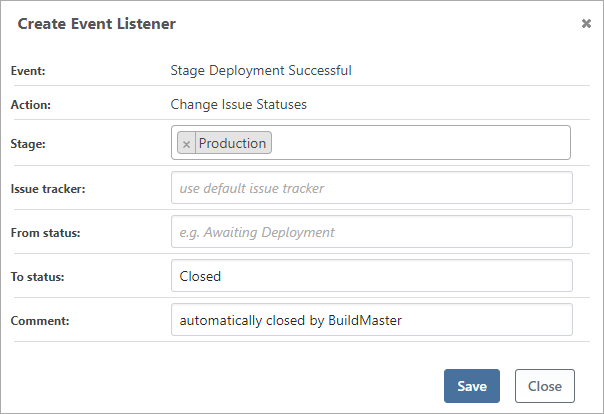 Create Event Listener ×
Event: Stage Deployment Successful
Action: Change Issue Statuses
Stage: × Production
Issue tracker: use default issue tracker
From status: e.g. Awaiting Deployment
To status: Closed
Comment: automatically closed by BuildMaster
Save Close